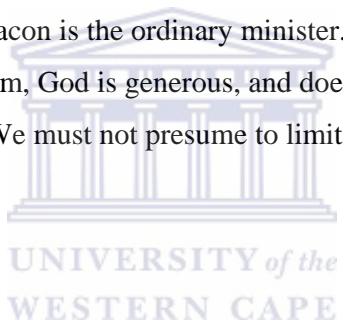 acon is the ordinary minister.
m, God is generous, and doe
We must not presume to limit
UNIVERSITY of the
WESTERN CAPE